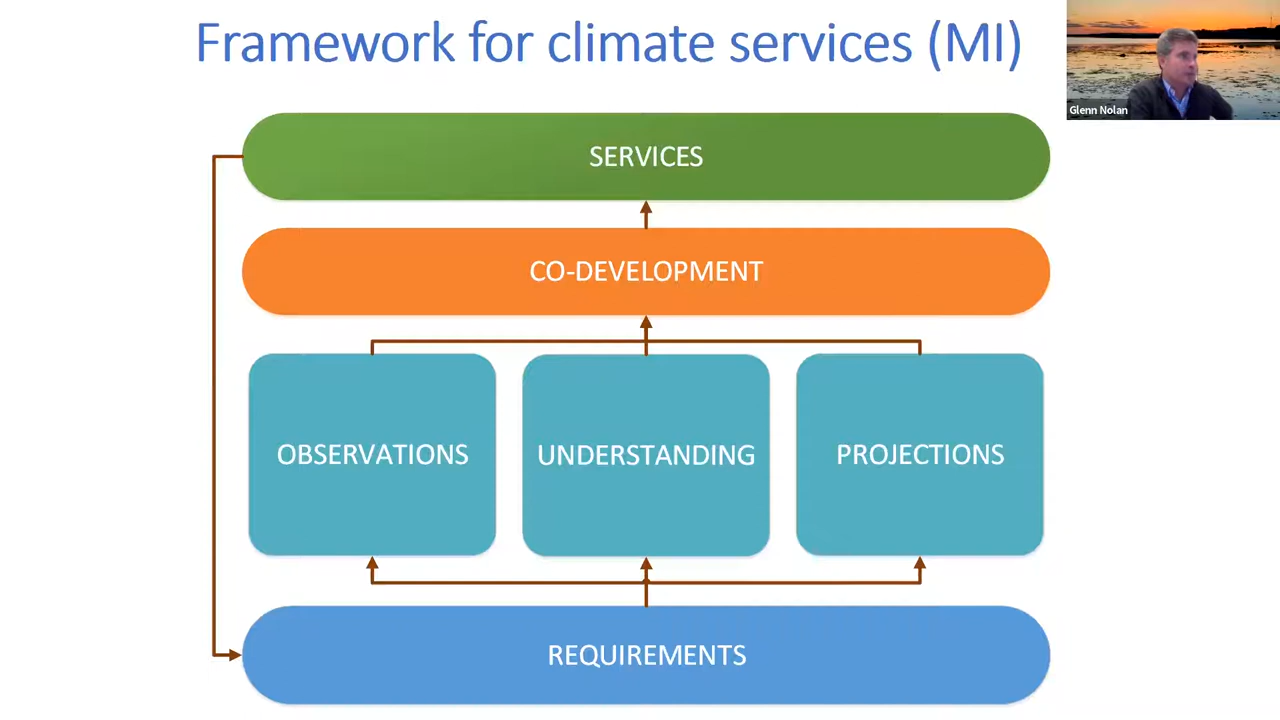 Framework for climate services (MI)
Glenn Nolan
SERVICES
CO-DEVELOPMENT
OBSERVATIONS
UNDERSTANDING
PROJECTIONS
REQUIREMENTS